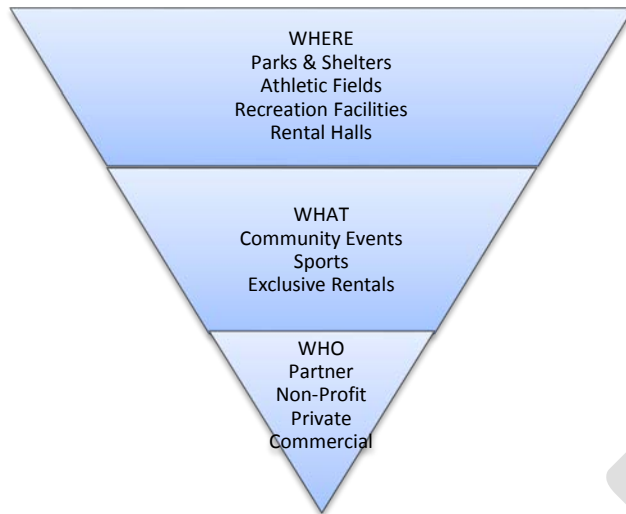 WHERE
Parks & Shelters
Athletic Fields
Recreation Facilities
Rental Halls
WHAT
Community Events
Sports
Exclusive Rentals
WHO
Partner
Non-Profit
Private
Commercial